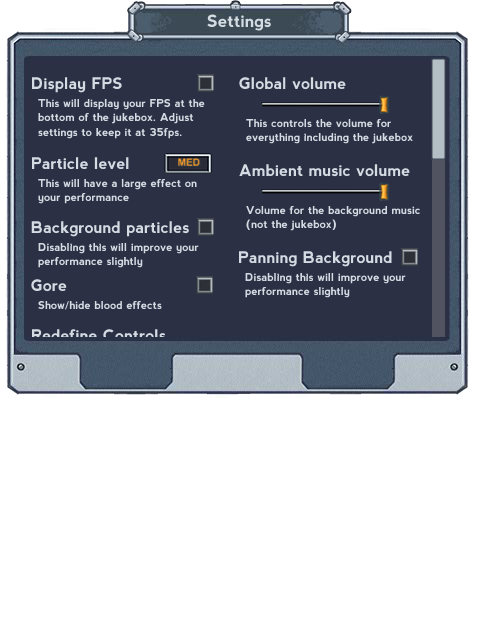 Settings
Display FPS
This will display your FPS at the
bottom of the jukebox. Adjust
settings to keep it at 35fps.
Particle level
MED
This will have a large effect on
your performance
Background particles
Disabling this will improve your
performance slightly
Gore
Show/hide blood effects
Redefine Controls
Global volume
This controls the volume for
everything including the jukebox
Ambient music volume
Volume for the background music
(not the jukebox)
Panning Background
Disabling this will improve your
performance slightly